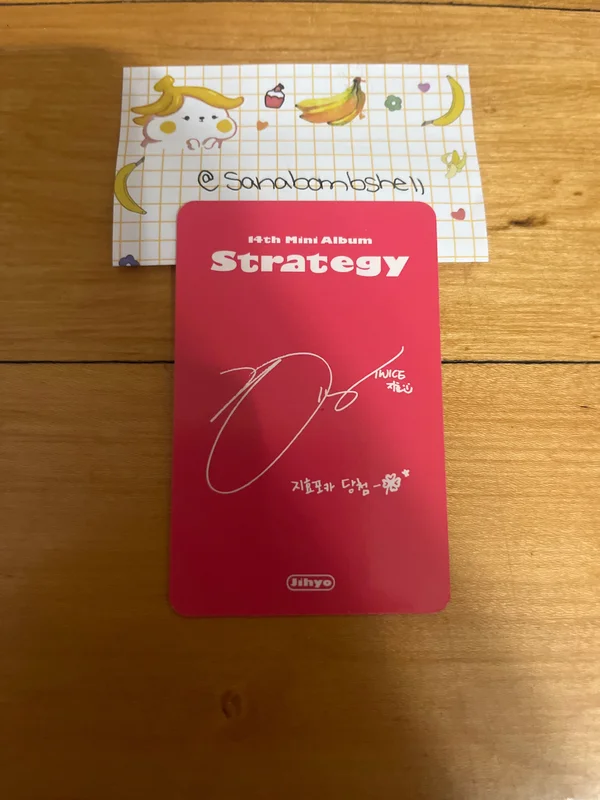 @sanabombshell
14th Mini Album
Strategy
TWICE
지효
지효포카 당첨-
Jihyo